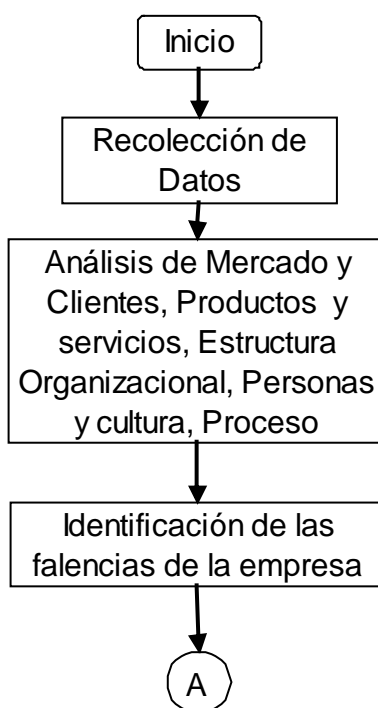 Inicio
Recolección de
Datos
Análisis de Mercado y
Clientes, Productos y
servicios, Estructura
Organizacional, Personas
y cultura, Proceso
Identificación de las
falencias de la empresa
A